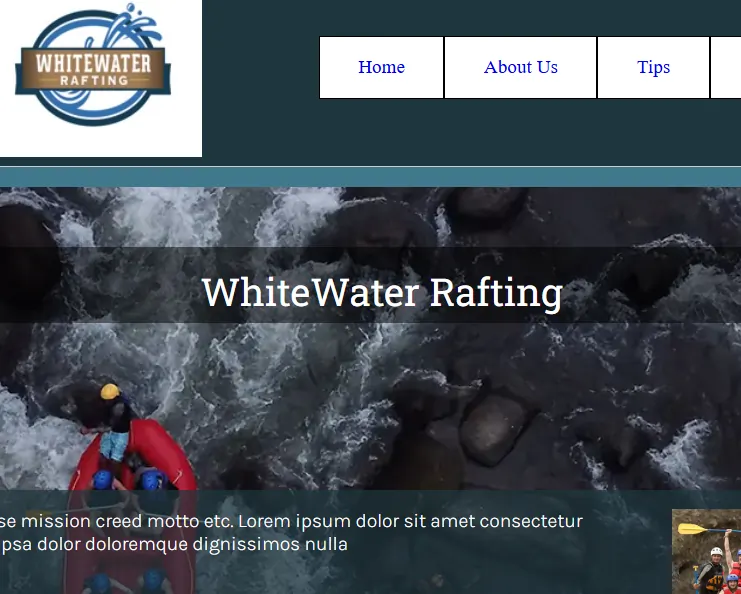 WHITEWATER
RAFTING
Home About Us Tips
WhiteWater Rafting
se mission creed motto etc. Lorem ipsum dolor sit amet consectetur
psa dolor doloremque dignissimos nulla